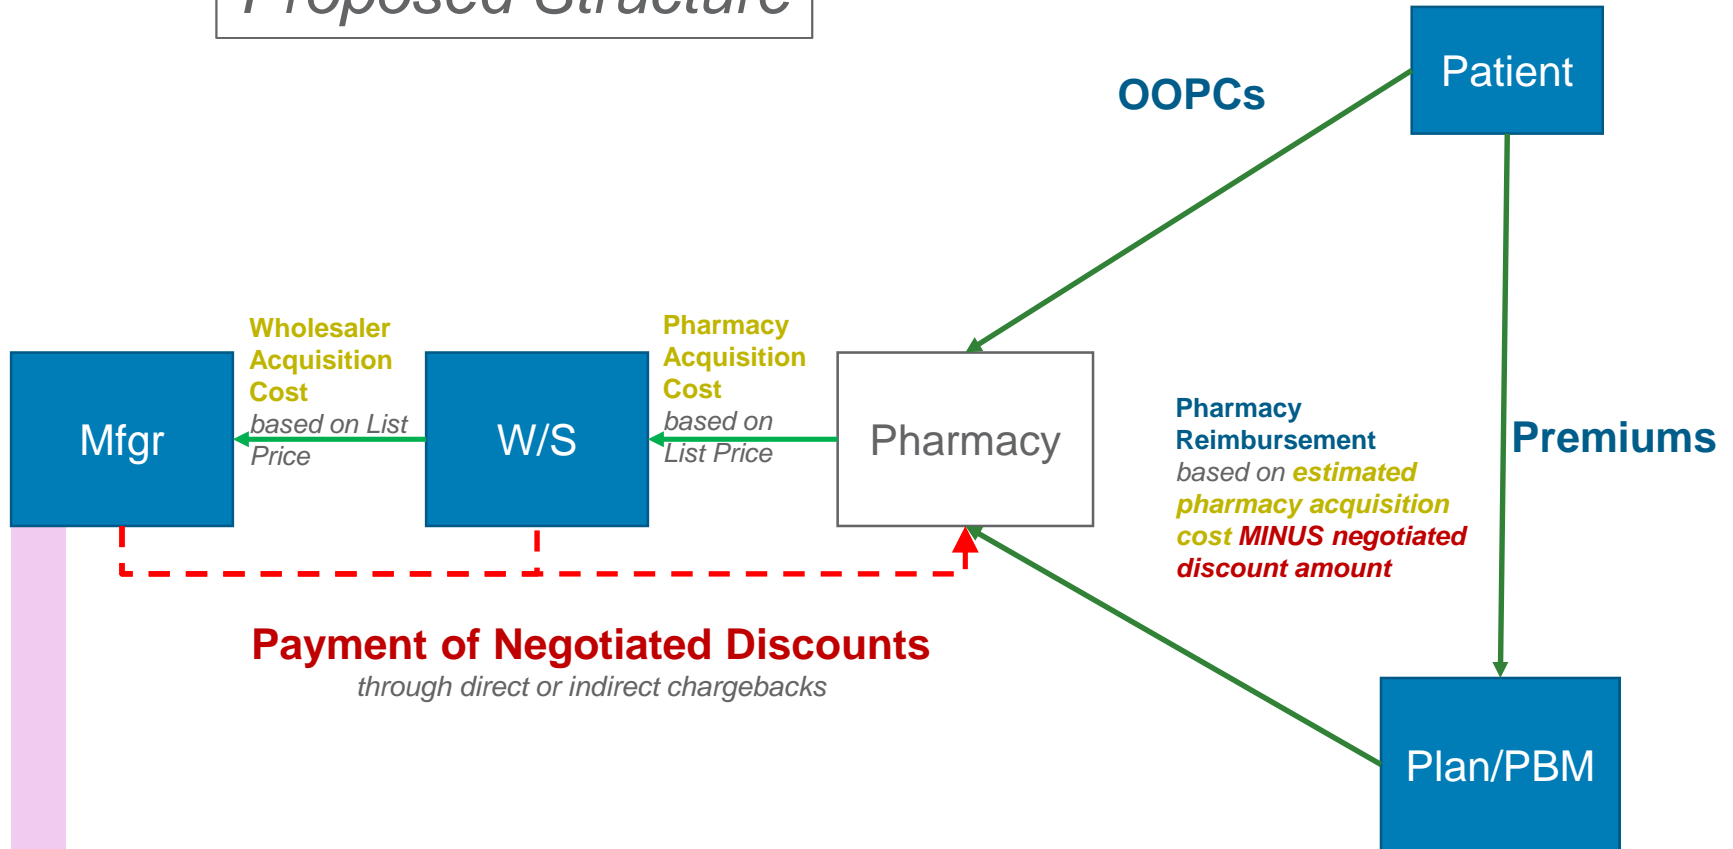 Proposed Structure
Patient
OOPCs
Wholesaler
Acquisition
Cost
based on List
Price
Pharmacy
Acquisition
Cost
based on
List Price
Mfgr
W/S
Pharmacy
Pharmacy
Reimbursement
based on estimated
pharmacy acquisition
cost MINUS negotiated
discount amount
Premiums
Payment of Negotiated Discounts
through direct or indirect chargebacks
Plan/PBM